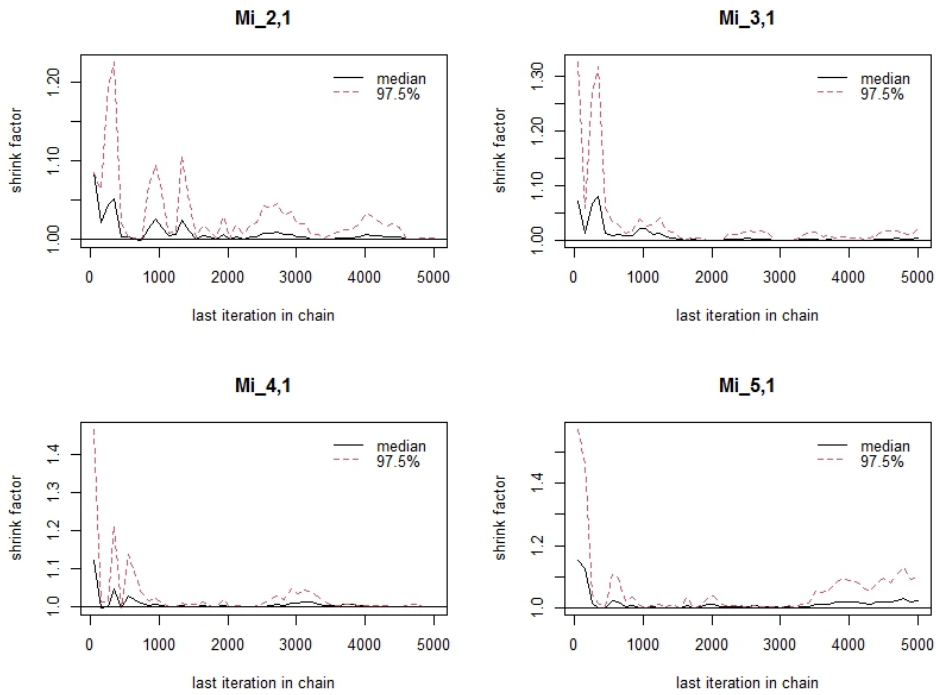 Mi_2,1
median
97.5%
shrink factor
1.00 1.10 1.20
0 1000 2000 3000 4000 5000
last iteration in chain
Mi_3,1
median
97.5%
shrink factor
1.00 1.10 1.20 1.30
0 1000 2000 3000 4000 5000
last iteration in chain
Mi_4,1
median
97.5%
shrink factor
1.0 1.1 1.2 1.3 1.4
0 1000 2000 3000 4000 5000
last iteration in chain
Mi_5,1
median
97.5%
shrink factor
1.0 1.2 1.4
0 1000 2000 3000 4000 5000
last iteration in chain